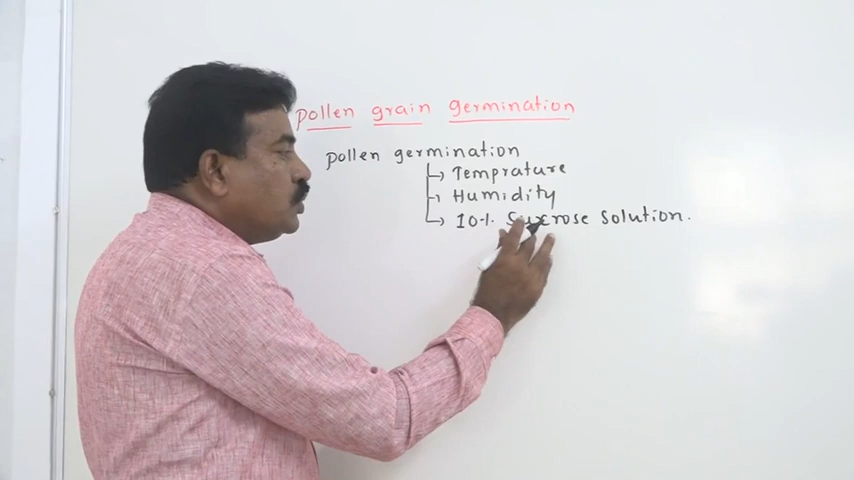 pollen grain germination
pollen germination
Temprature
Humidity
10%. Sucrose Solution.